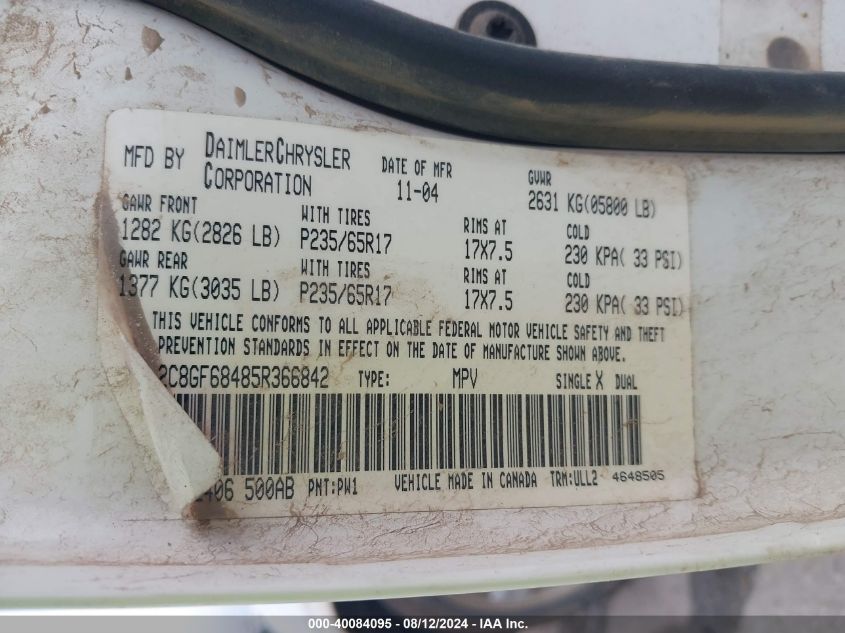 MFD BY DAIMLERCHRYSLER CORPORATION DATE OF MFR 11-04 GVWR 2631 KG(05800 LB)
GAWR FRONT WITH TIRES RIMS AT COLD
1282 KG(2826 LB) P235/65R17 17X7.5 230 KPA( 33 PSI)
GAWR REAR WITH TIRES RIMS AT COLD
1377 KG(3035 LB) P235/65R17 17X7.5 230 KPA( 33 PSI)
THIS VEHICLE CONFORMS TO ALL APPLICABLE FEDERAL MOTOR VEHICLE SAFETY AND THEFT
PREVENTION STANDARDS IN EFFECT ON THE DATE OF MANUFACTURE SHOWN ABOVE.
2C8GF68485R366842 TYPE: MPV SINGLE X DUAL
406 500AB PNT:PW1 VEHICLE MADE IN CANADA TRM:ULL2 4648505
000-40084095 - 08/12/2024 - IAA Inc.